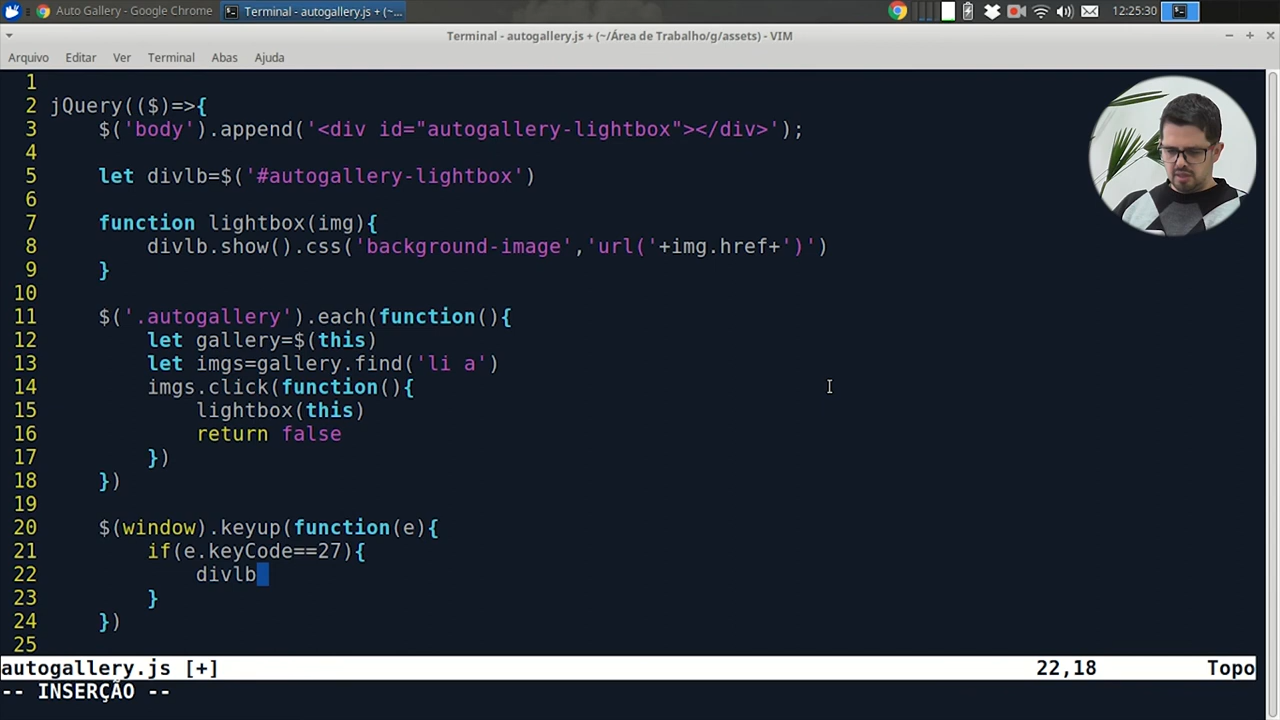 Auto Gallery - Google Chrome
Terminal - autogallery.js + (~...
12:25:30
Terminal - autogallery.js + (~/Área de Trabalho/g/assets) - VIM
Arquivo Editar Ver Terminal Abas Ajuda
1
2 jQuery(($)=>{
3     $('body').append('<div id="autogallery-lightbox"></div>');
4
5     let divlb=$('#autogallery-lightbox')
6
7     function lightbox(img){
8         divlb.show().css('background-image','url('+img.href+')')
9     }
10
11     $('.autogallery').each(function(){
12         let gallery=$(this)
13         let imgs=gallery.find('li a')
14         imgs.click(function(){
15             lightbox(this)
16             return false
17         })
18     })
19
20     $(window).keyup(function(e){
21         if(e.keyCode==27){
22             divlb
23         }
24     })
25
autogallery.js [+] 22,18 Topo
-- INSERÇÃO --